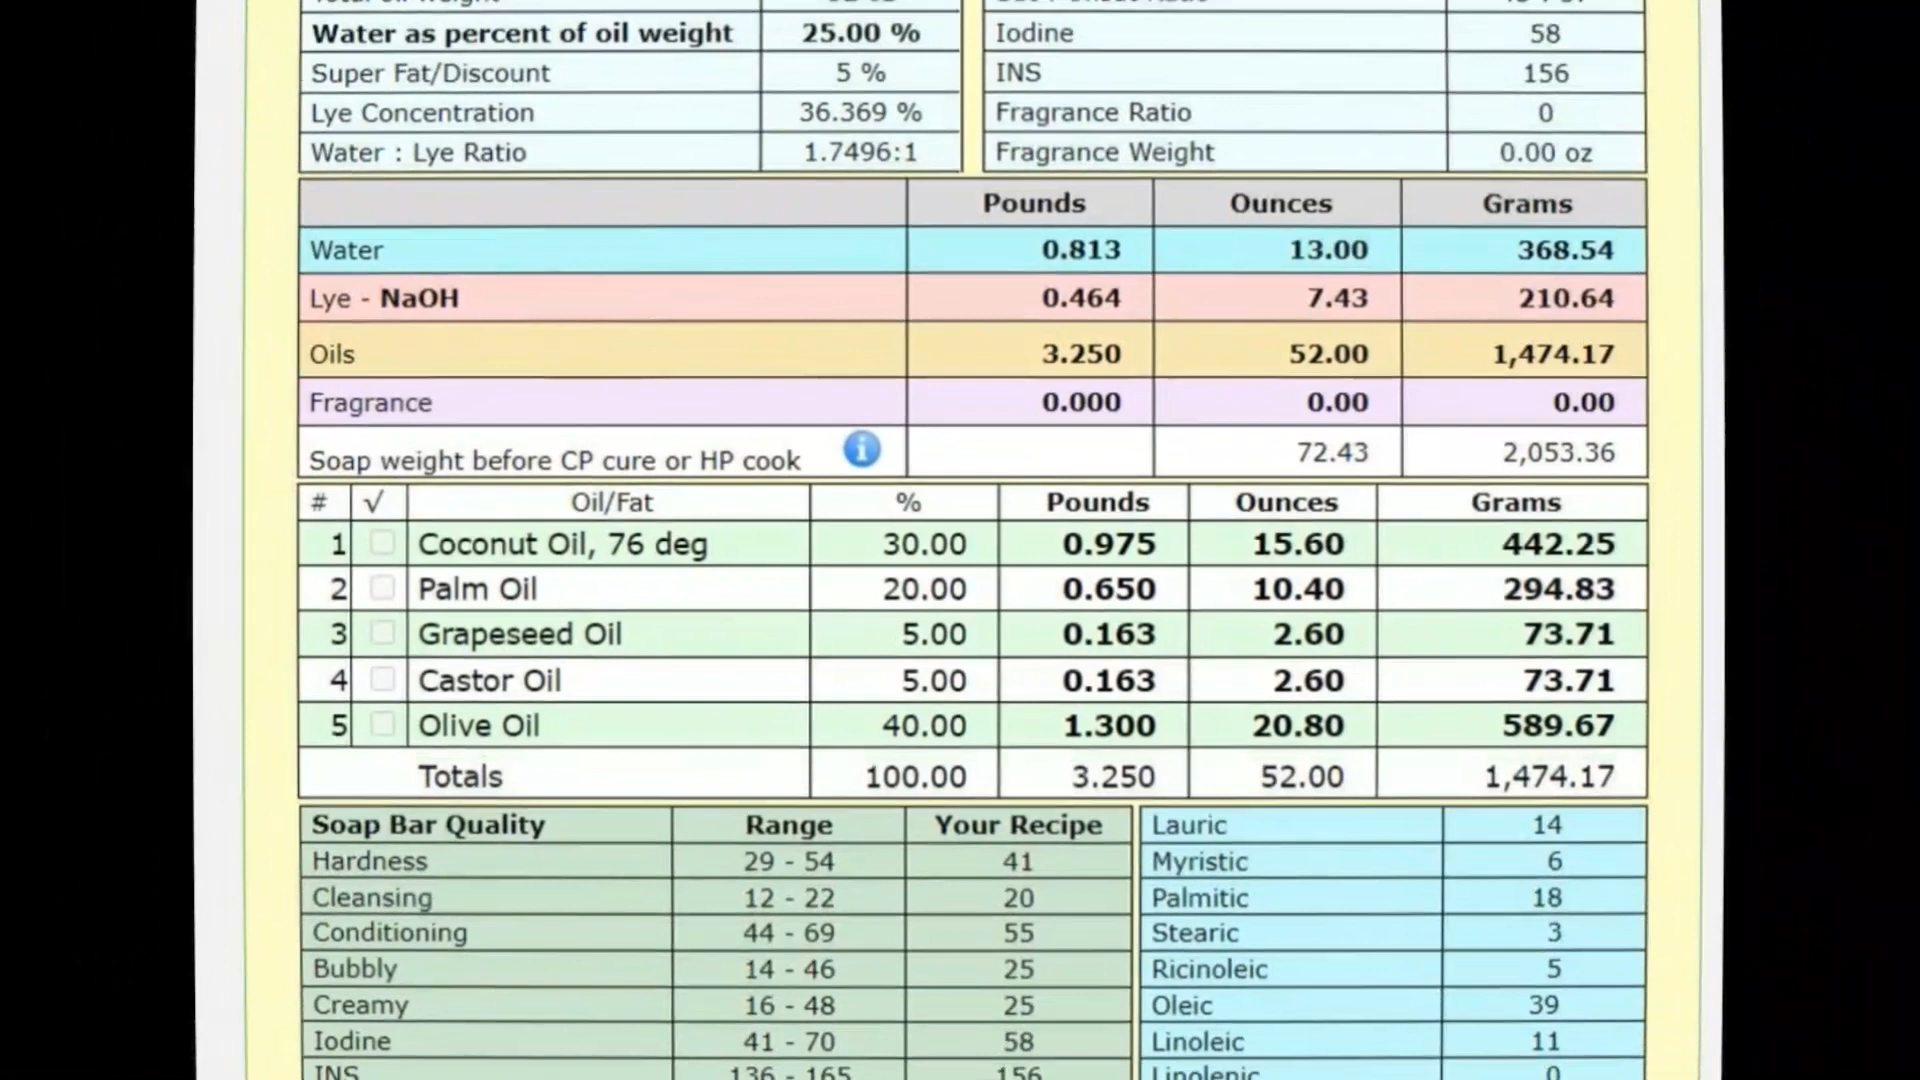 Water as percent of oil weight 25.00 % Iodine 58
Super Fat/Discount 5 % INS 156
Lye Concentration 36.369 % Fragrance Ratio 0
Water : Lye Ratio 1.7496:1 Fragrance Weight 0.00 oz
Pounds Ounces Grams
Water 0.813 13.00 368.54
Lye - NaOH 0.464 7.43 210.64
Oils 3.250 52.00 1,474.17
Fragrance 0.000 0.00 0.00
Soap weight before CP cure or HP cook i 72.43 2,053.36
# √ Oil/Fat % Pounds Ounces Grams
1 Coconut Oil, 76 deg 30.00 0.975 15.60 442.25
2 Palm Oil 20.00 0.650 10.40 294.83
3 Grapeseed Oil 5.00 0.163 2.60 73.71
4 Castor Oil 5.00 0.163 2.60 73.71
5 Olive Oil 40.00 1.300 20.80 589.67
Totals 100.00 3.250 52.00 1,474.17
Soap Bar Quality Range Your Recipe Lauric 14
Hardness 29 - 54 41 Myristic 6
Cleansing 12 - 22 20 Palmitic 18
Conditioning 44 - 69 55 Stearic 3
Bubbly 14 - 46 25 Ricinoleic 5
Creamy 16 - 48 25 Oleic 39
Iodine 41 - 70 58 Linoleic 11
INS 136 - 165 156 Linolenic 0